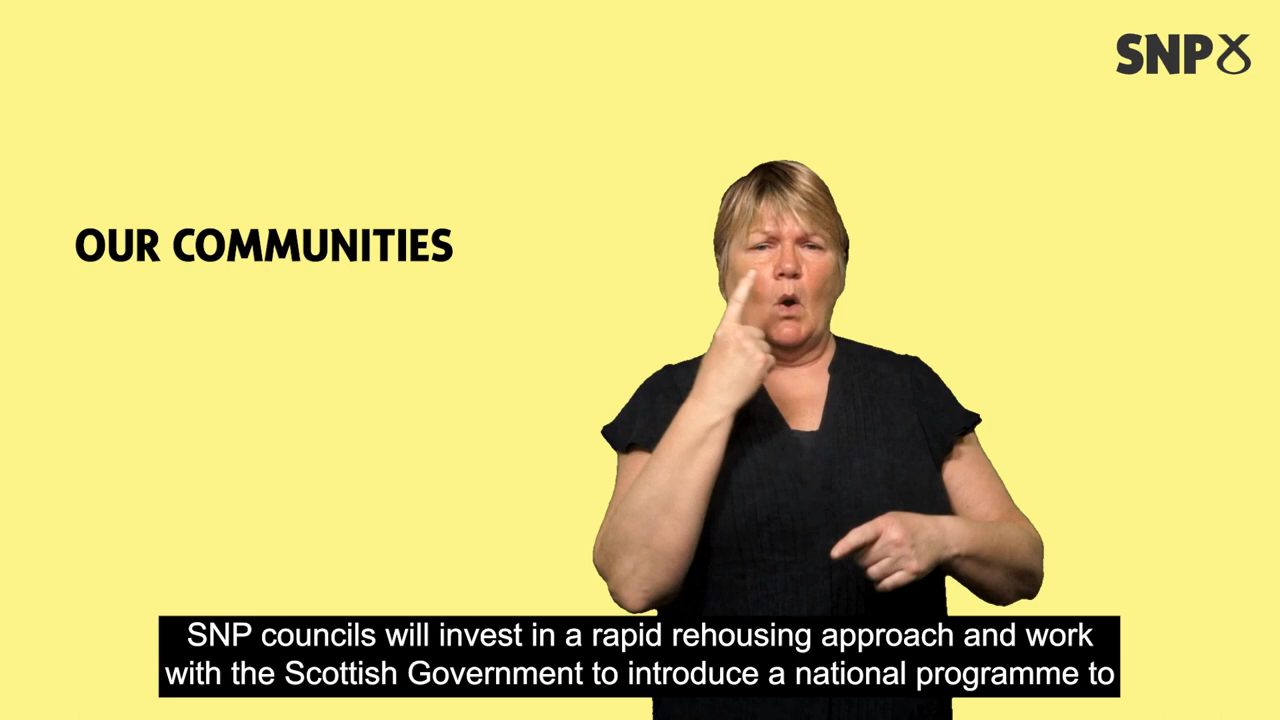 SNP
OUR COMMUNITIES
SNP councils will invest in a rapid rehousing approach and work
with the Scottish Government to introduce a national programme to